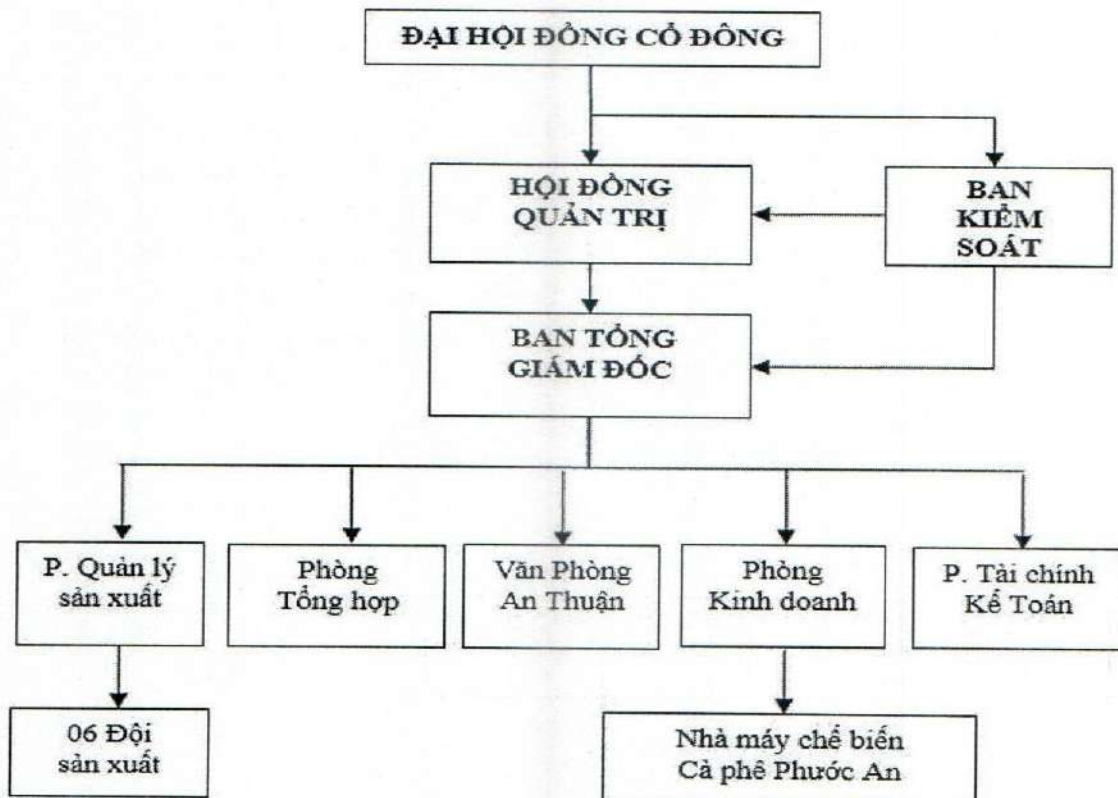 ĐẠI HỘI ĐỒNG CỔ ĐÔNG
HỘI ĐỒNG
QUẢN TRỊ
BAN
KIỂM
SOÁT
BAN TỔNG
GIÁM ĐỐC
P. Quản lý
sản xuất
Phòng
Tổng hợp
Văn Phòng
An Thuận
Phòng
Kinh doanh
P. Tài chính
Kế Toán
06 Đội
sản xuất
Nhà máy chế biến
Cà phê Phước An